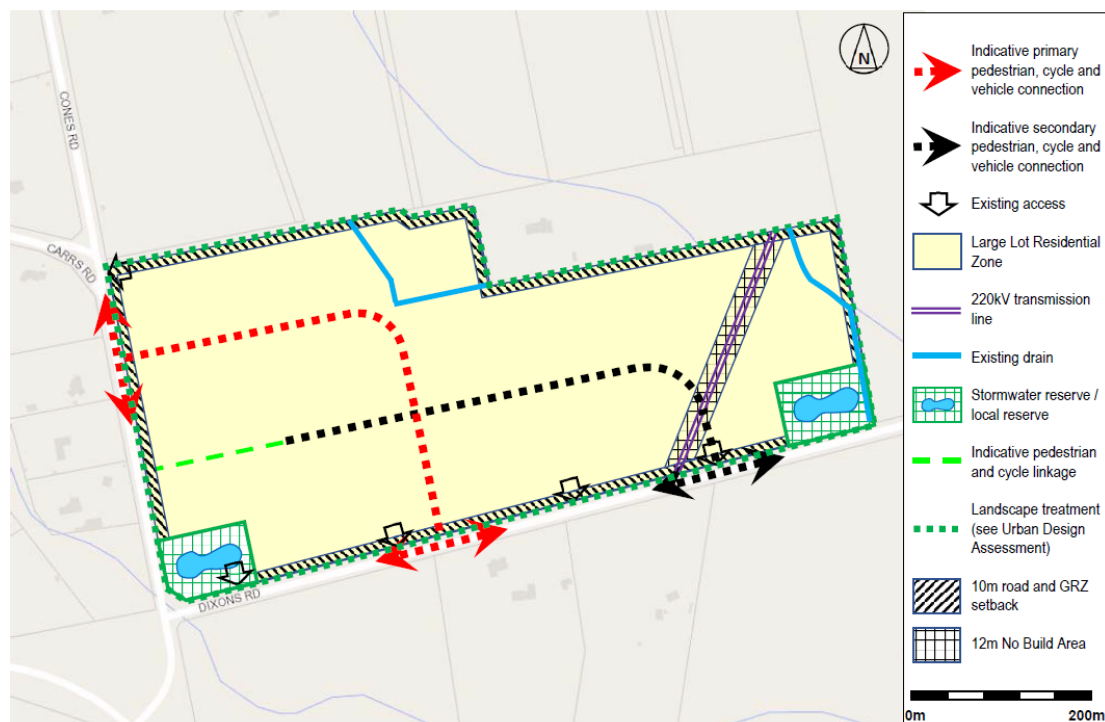 N
CONES RD
CARRS RD
DIXONS RD
Indicative primary
pedestrian, cycle and
vehicle connection
Indicative secondary
pedestrian, cycle and
vehicle connection
Existing access
Large Lot Residential
Zone
220kV transmission
line
Existing drain
Stormwater reserve /
local reserve
Indicative pedestrian
and cycle linkage
Landscape treatment
(see Urban Design
Assessment)
10m road and GRZ
setback
12m No Build Area
0m 200m